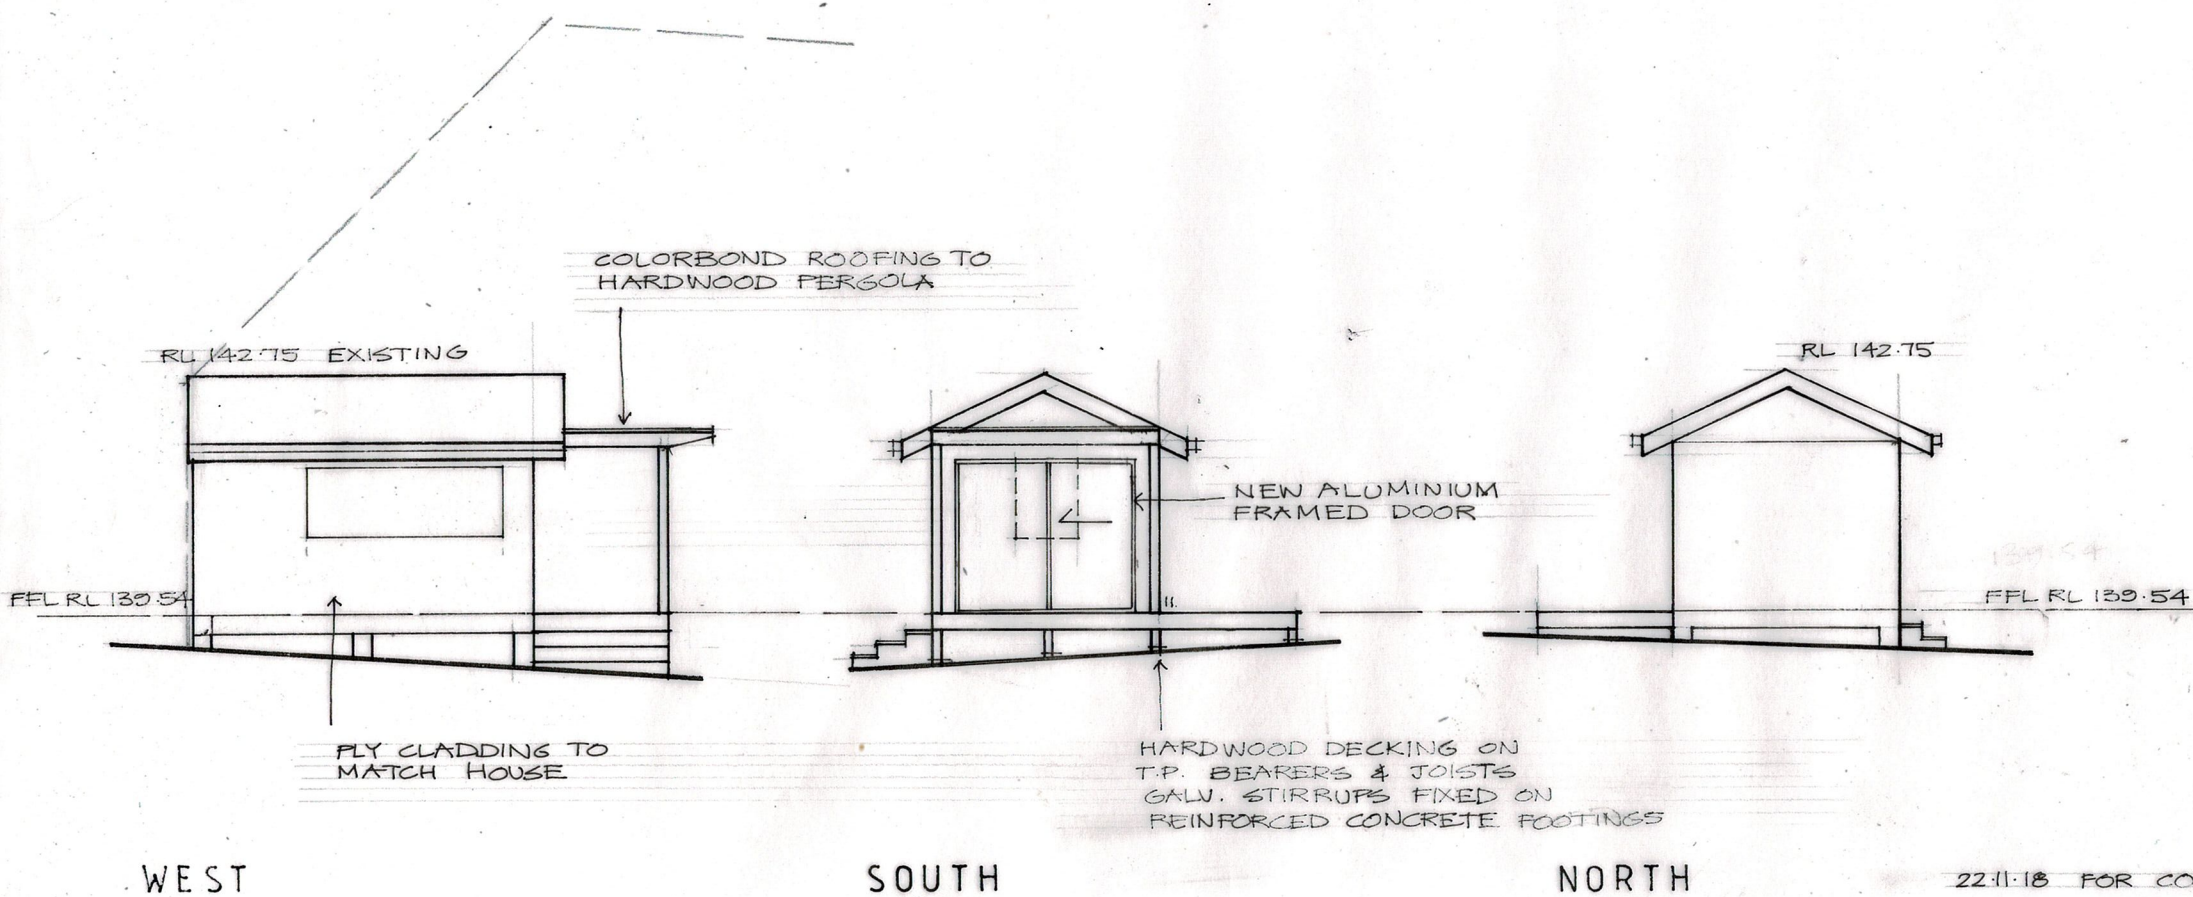 COLORBOND ROOFING TO
HARDWOOD PERGOLA
RL 142.75 EXISTING
RL 142.75
NEW ALUMINIUM
FRAMED DOOR
139.54
FFL RL 139.54
FFL RL 139.54
PLY CLADDING TO
MATCH HOUSE
HARDWOOD DECKING ON
T.P. BEARERS & JOISTS
GALV. STIRRUPS FIXED ON
REINFORCED CONCRETE FOOTINGS
WEST
SOUTH
NORTH
22.11.18 FOR CO